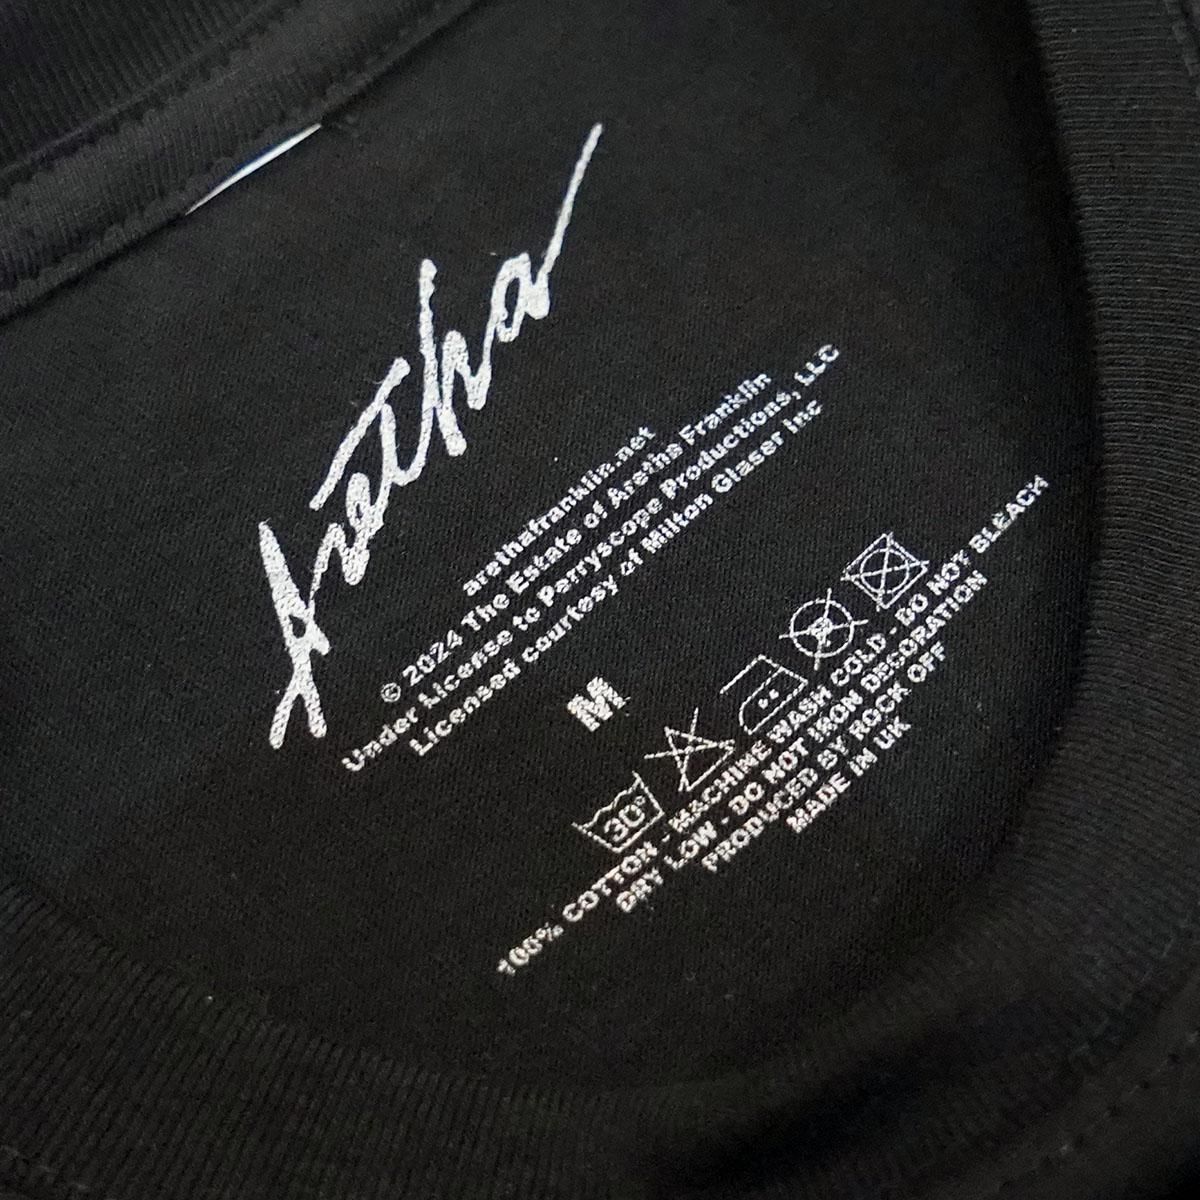 Aretha
arethafranklin.net
© 2024 The Estate of Aretha Franklin
Under License to Perryscope Productions, LLC
Licensed courtesy of Milton Glaser Inc
M
30°
100% COTTON - MACHINE WASH COLD - DO NOT BLEACH
DRY LOW - DO NOT IRON DECORATION
PRODUCED BY ROCK OFF
MADE IN UK